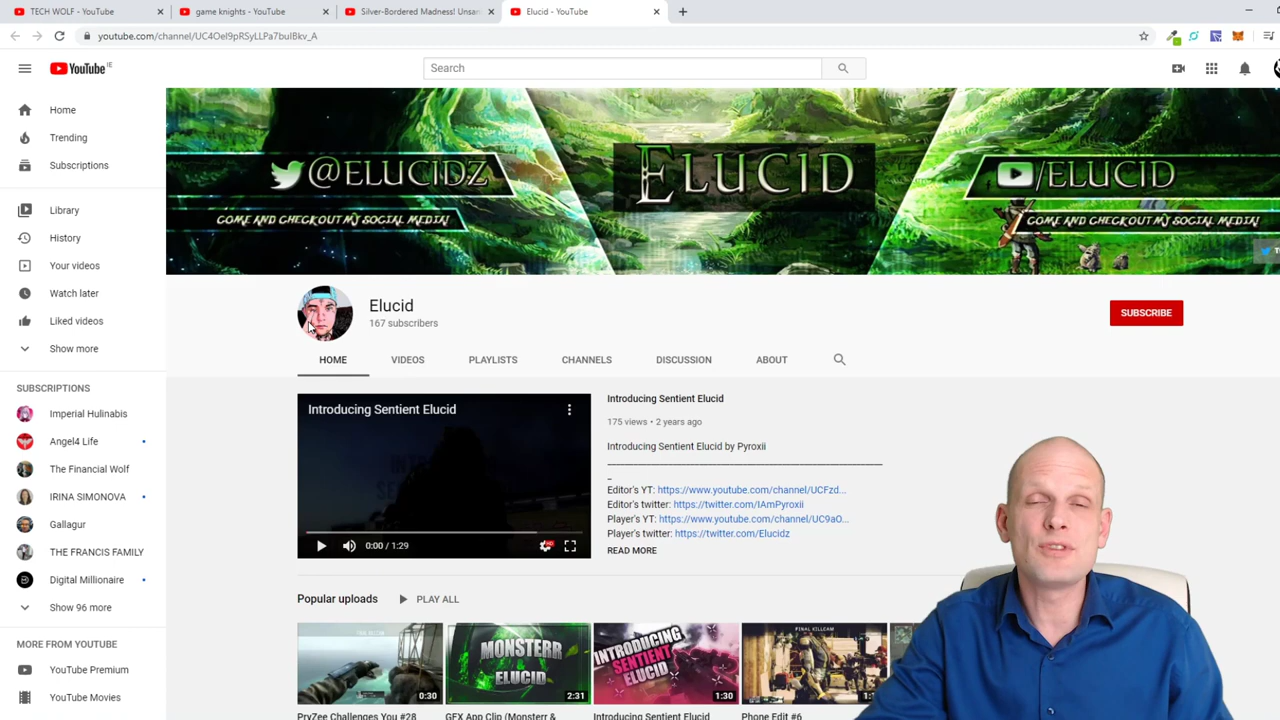 TECH WOLF - YouTube
game knights - YouTube
Silver-Bordered Madness! Unsan
Elucid - YouTube
youtube.com/channel/UC4Oel9pRSyLLPa7bulBkv_A
YouTube IE
Search
Home
Trending
Subscriptions
Library
History
Your videos
Watch later
Liked videos
Show more
SUBSCRIPTIONS
Imperial Hulinabis
Angel4 Life
The Financial Wolf
IRINA SIMONOVA
Gallagur
THE FRANCIS FAMILY
Digital Millionaire
Show 96 more
MORE FROM YOUTUBE
YouTube Premium
YouTube Movies
@ELUCIDZ
COME AND CHECKOUT MY SOCIAL MEDIA!
ELUCID
/ELUCID
COME AND CHECKOUT MY SOCIAL MEDIA!
Elucid
167 subscribers
SUBSCRIBE
HOME
VIDEOS
PLAYLISTS
CHANNELS
DISCUSSION
ABOUT
Introducing Sentient Elucid
0:00 / 1:29
HD
Introducing Sentient Elucid
175 views • 2 years ago
Introducing Sentient Elucid by Pyroxii
Editor's YT: https://www.youtube.com/channel/UCFzd...
Editor's twitter: https://twitter.com/IAmPyroxii
Player's YT: https://www.youtube.com/channel/UC9aO...
Player's twitter: https://twitter.com/Elucidz
READ MORE
Popular uploads
PLAY ALL
0:30
MONSTERR
&
ELUCID
2:31
INTRODUCING
SENTIENT
ELUCID
1:30
FINAL KILLCAM
PryZee Challenges You #28
GFX App Clip (Monsterr &
Introducing Sentient Elucid
Phone Edit #6